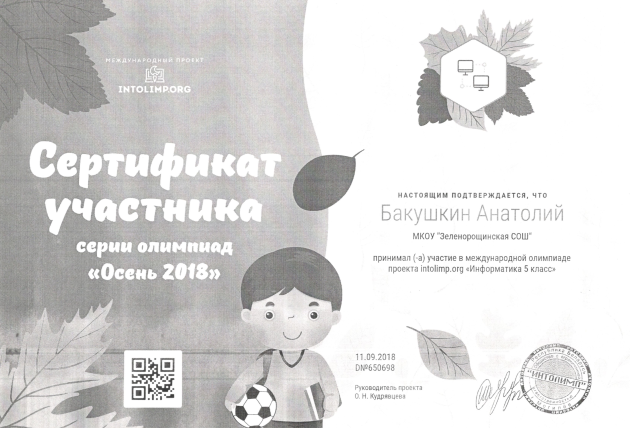 МЕЖДУНАРОДНЫЙ ПРОЕКТ
INTOLIMP.ORG
Сертификат
участника
серии олимпиад
«Осень 2018»
НАСТОЯЩИМ ПОДТВЕРЖДАЕТСЯ, ЧТО
Бакушкин Анатолий
МКОУ "Зеленорощинская СОШ"
принимал (-а) участие в международной олимпиаде
проекта intolimp.org «Информатика 5 класс»
11.09.2018
DNº650698
Руководитель проекта
О. Н. Кудрявцева
"ИНТОЛИМП"